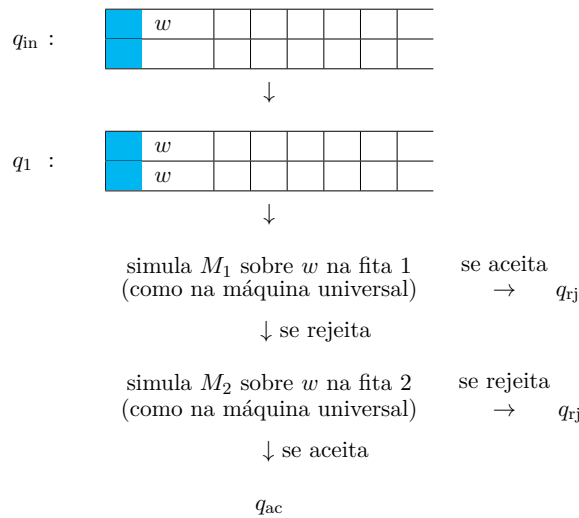 q_in : w
↓
q_1 : w
w
↓
simula M_1 sobre w na fita 1 se aceita
(como na máquina universal) → q_rj
↓ se rejeita
simula M_2 sobre w na fita 2 se rejeita
(como na máquina universal) → q_rj
↓ se aceita
q_ac